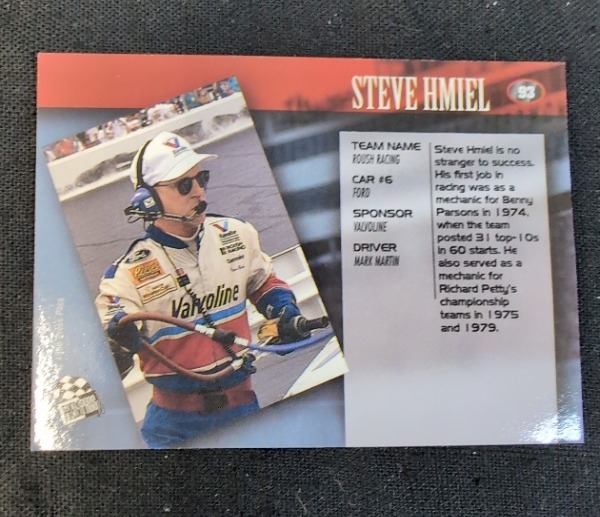 STEVE HMIEL
93
TEAM NAME
ROUSH RACING
CAR #6
FORD
SPONSOR
VALVOLINE
DRIVER
MARK MARTIN
Steve Hmiel is no
stranger to success.
His first job in
racing was as a
mechanic for Benny
Parsons in 1974,
when the team
posted 31 top-10s
in 60 starts. He
also served as a
mechanic for
Richard Petty's
championship
teams in 1975
and 1979.
Valvoline